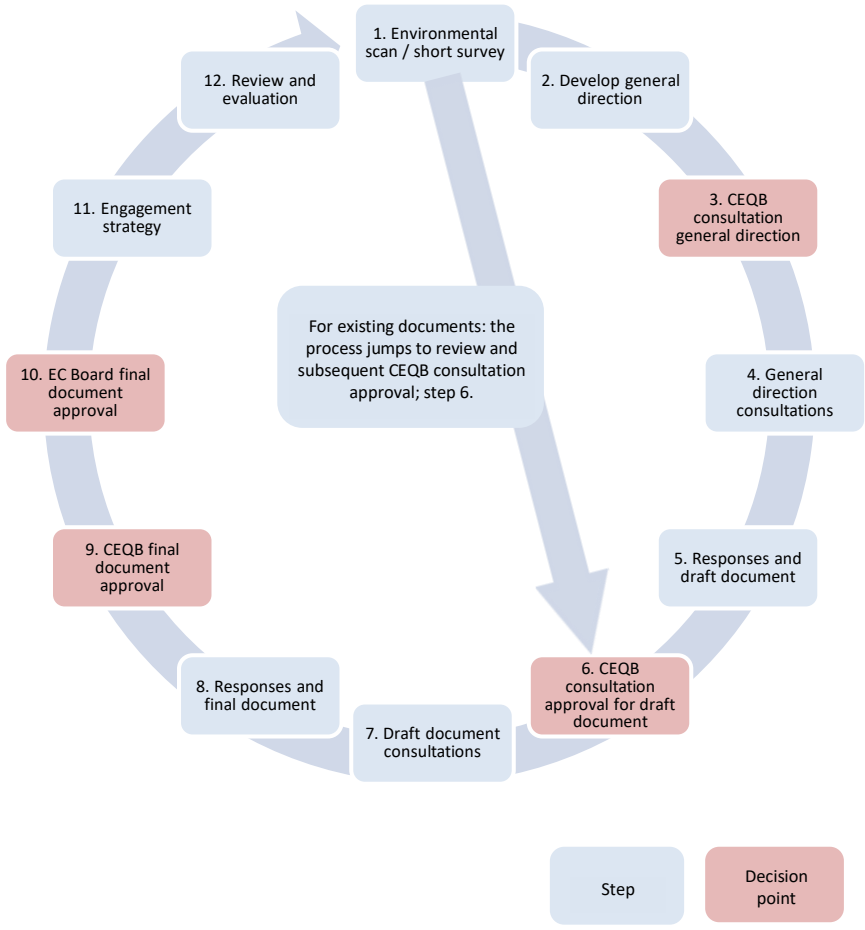 1. Environmental
scan / short survey
2. Develop general
direction
3. CEQB
consultation
general direction
4. General
direction
consultations
5. Responses and
draft document
6. CEQB
consultation
approval for draft
document
7. Draft document
consultations
8. Responses and
final document
9. CEQB final
document
approval
10. EC Board final
document
approval
11. Engagement
strategy
12. Review and
evaluation
For existing documents: the
process jumps to review and
subsequent CEQB consultation
approval; step 6.
Step
Decision
point